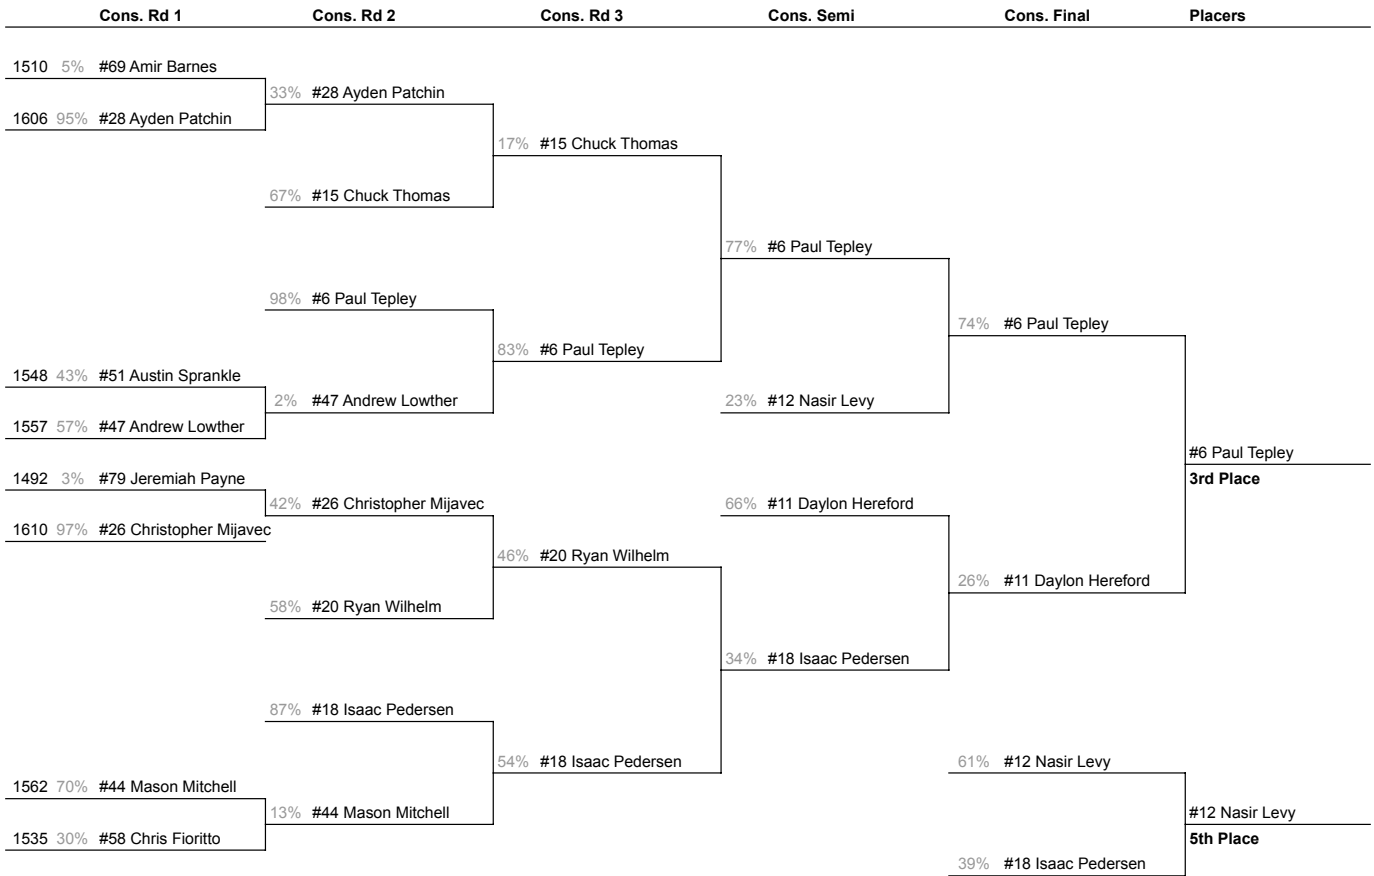 Cons. Rd 1 Cons. Rd 2 Cons. Rd 3 Cons. Semi Cons. Final Placers
1510 5% #69 Amir Barnes
33% #28 Ayden Patchin
1606 95% #28 Ayden Patchin
17% #15 Chuck Thomas
67% #15 Chuck Thomas
77% #6 Paul Tepley
98% #6 Paul Tepley
74% #6 Paul Tepley
83% #6 Paul Tepley
1548 43% #51 Austin Sprankle
2% #47 Andrew Lowther
23% #12 Nasir Levy
1557 57% #47 Andrew Lowther
#6 Paul Tepley
1492 3% #79 Jeremiah Payne
3rd Place
42% #26 Christopher Mijavec
66% #11 Daylon Hereford
1610 97% #26 Christopher Mijavec
46% #20 Ryan Wilhelm
26% #11 Daylon Hereford
58% #20 Ryan Wilhelm
34% #18 Isaac Pedersen
87% #18 Isaac Pedersen
54% #18 Isaac Pedersen
61% #12 Nasir Levy
1562 70% #44 Mason Mitchell
13% #44 Mason Mitchell
#12 Nasir Levy
1535 30% #58 Chris Fioritto
5th Place
39% #18 Isaac Pedersen